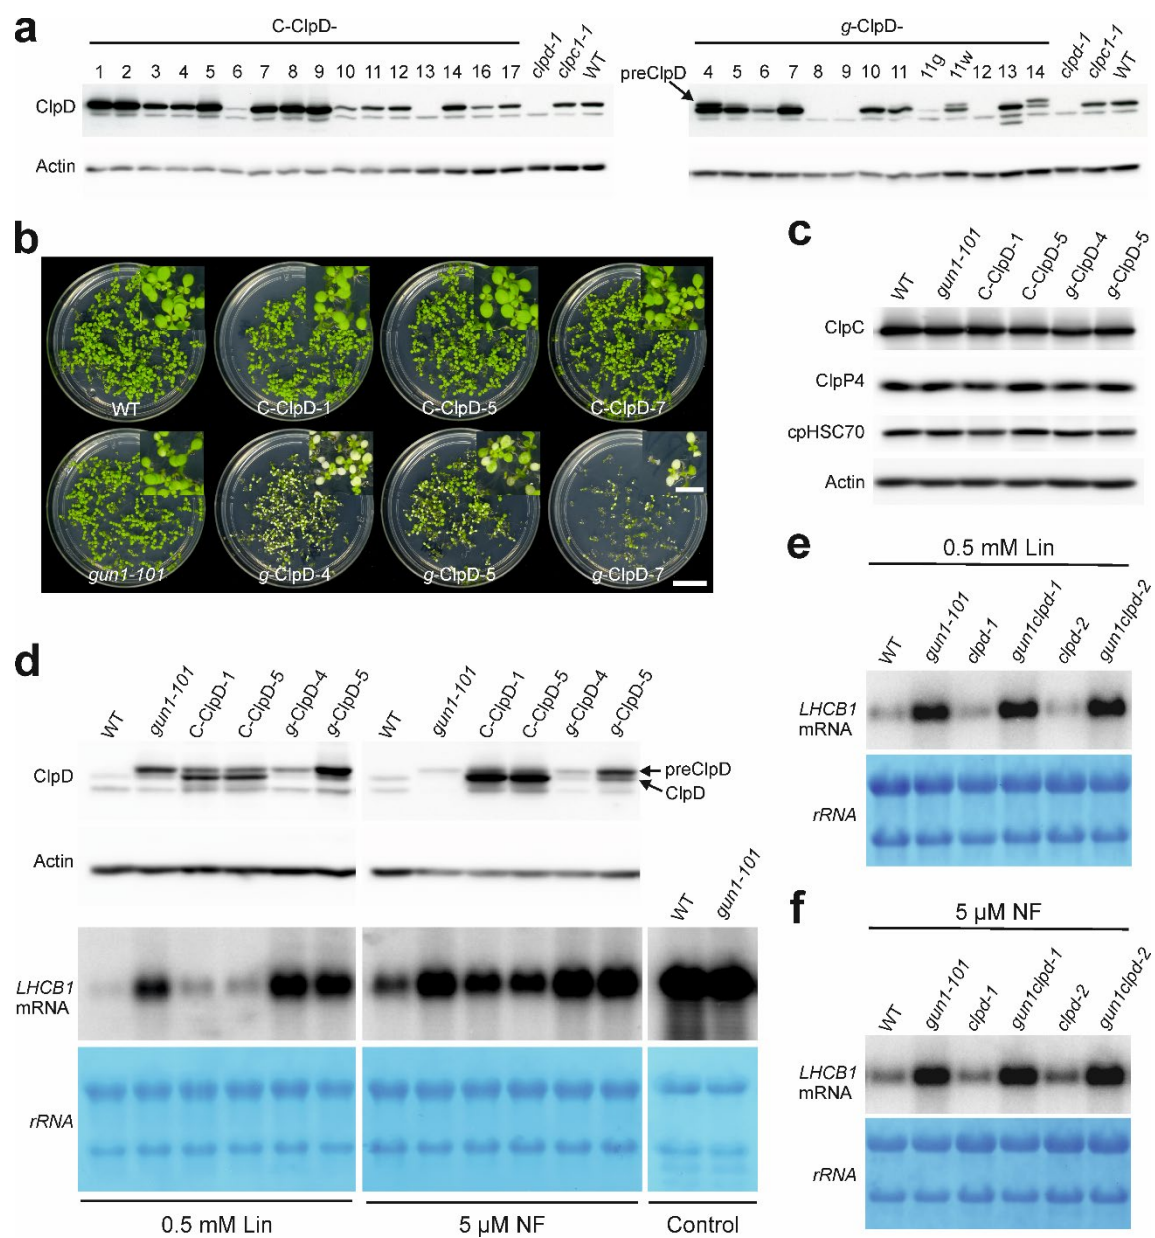 a
C-ClpD-
1 2 3 4 5 6 7 8 9 10 11 12 13 14 16 17 clpd-1 clpc1-1 WT
ClpD
Actin
g-ClpD-
preClpD 4 5 6 7 8 9 10 11 11g 11w 12 13 14 clpd-1 clpc1-1 WT
b
WT C-ClpD-1 C-ClpD-5 C-ClpD-7
gun1-101 g-ClpD-4 g-ClpD-5 g-ClpD-7
c
WT gun1-101 C-ClpD-1 C-ClpD-5 g-ClpD-4 g-ClpD-5
ClpC
ClpP4
cpHSC70
Actin
d
WT gun1-101 C-ClpD-1 C-ClpD-5 g-ClpD-4 g-ClpD-5 WT gun1-101 C-ClpD-1 C-ClpD-5 g-ClpD-4 g-ClpD-5
ClpD
preClpD
ClpD
Actin
WT gun1-101
LHCB1
mRNA
rRNA
0.5 mM Lin 5 µM NF Control
e
0.5 mM Lin
WT gun1-101 clpd-1 gun1clpd-1 clpd-2 gun1clpd-2
LHCB1
mRNA
rRNA
f
5 µM NF
WT gun1-101 clpd-1 gun1clpd-1 clpd-2 gun1clpd-2
LHCB1
mRNA
rRNA